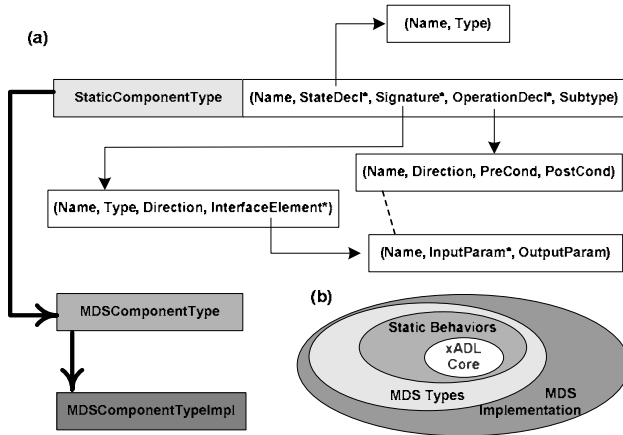 (a)
(Name, Type)
StaticComponentType
(Name, StateDecl*, Signature*, OperationDecl*, Subtype)
(Name, Direction, PreCond, PostCond)
(Name, Type, Direction, InterfaceElement*)
(Name, InputParam*, OutputParam)
(b)
MDSComponentType
Static Behaviors
xADL
Core
MDS Types
MDS
Implementation
MDSComponentTypeImpl